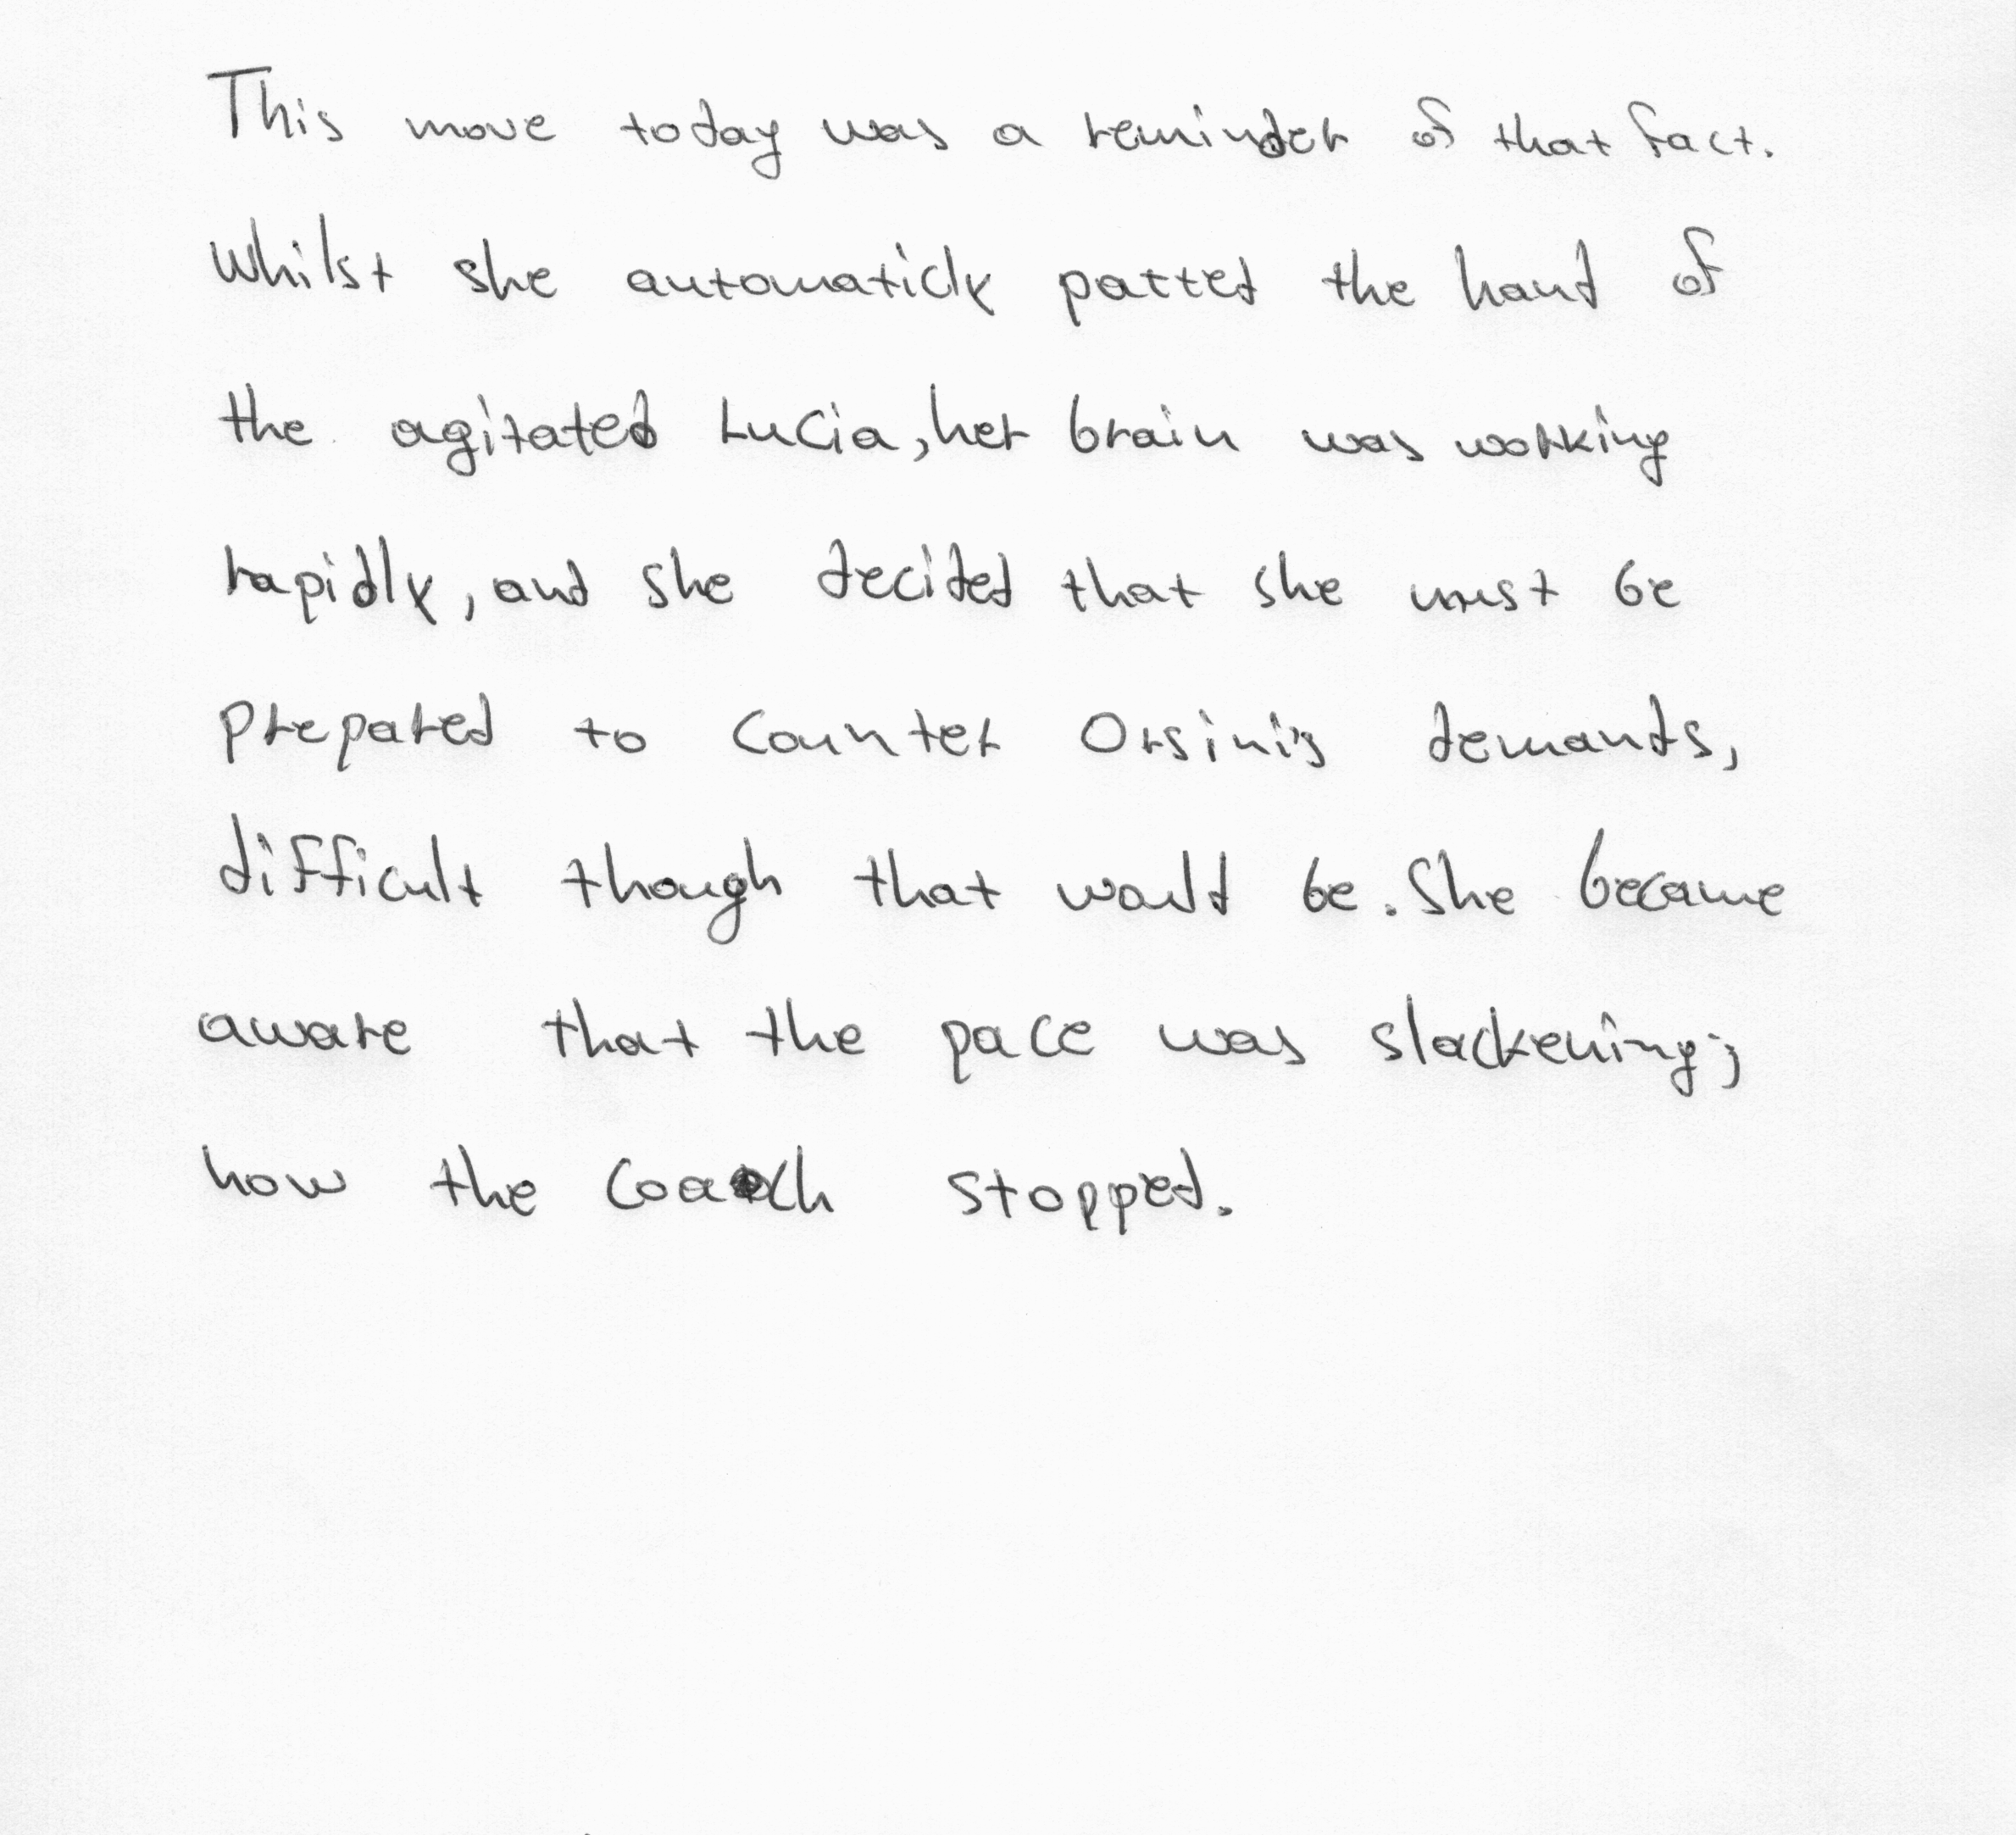 This move today was a reminder of that fact.
Whilst she automaticly patted the hand of
the agitated Lucia, her brain was working
rapidly, and she decided that she must be
prepared to counter Orsini's demands,
difficult though that would be. She became
aware that the pace was slackening;
how the coach stopped.